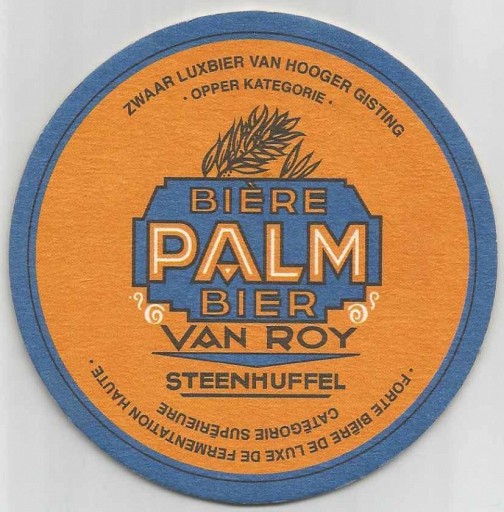 ZWAAR LUXBIER VAN HOOGER GISTING
· OPPER KATEGORIE ·
BIÈRE
PALM
BIER
VAN ROY
STEENHUFFEL
CATÉGORIE SUPÉRIEURE
· FORTE BIÈRE DE LUXE DE FERMENTATION HAUTE ·